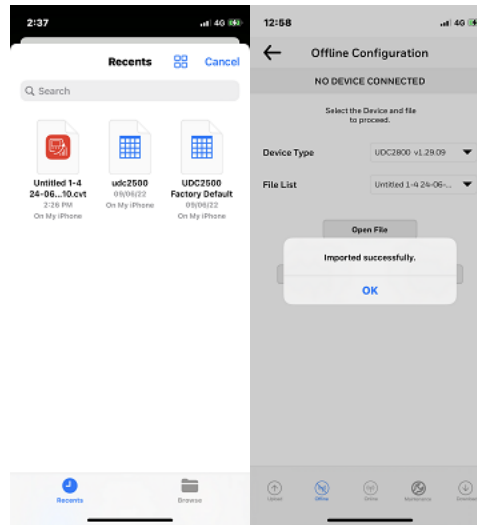 2:37
4G
Recents
Cancel
Search
Untitled 1-4
24-06...10.cvt
2:26 PM
On My iPhone
udc2500
09/06/22
On My iPhone
UDC2500
Factory Default
09/06/22
On My iPhone
Recents
Browse
12:58
4G
Offline Configuration
NO DEVICE CONNECTED
Select the Device and file
to proceed.
Device Type
UDC2800 v1.29.09
File List
Untitled 1-4 24-06-...
Open File
Imported successfully.
OK
Upload
Offline
Online
Maintenance
Download